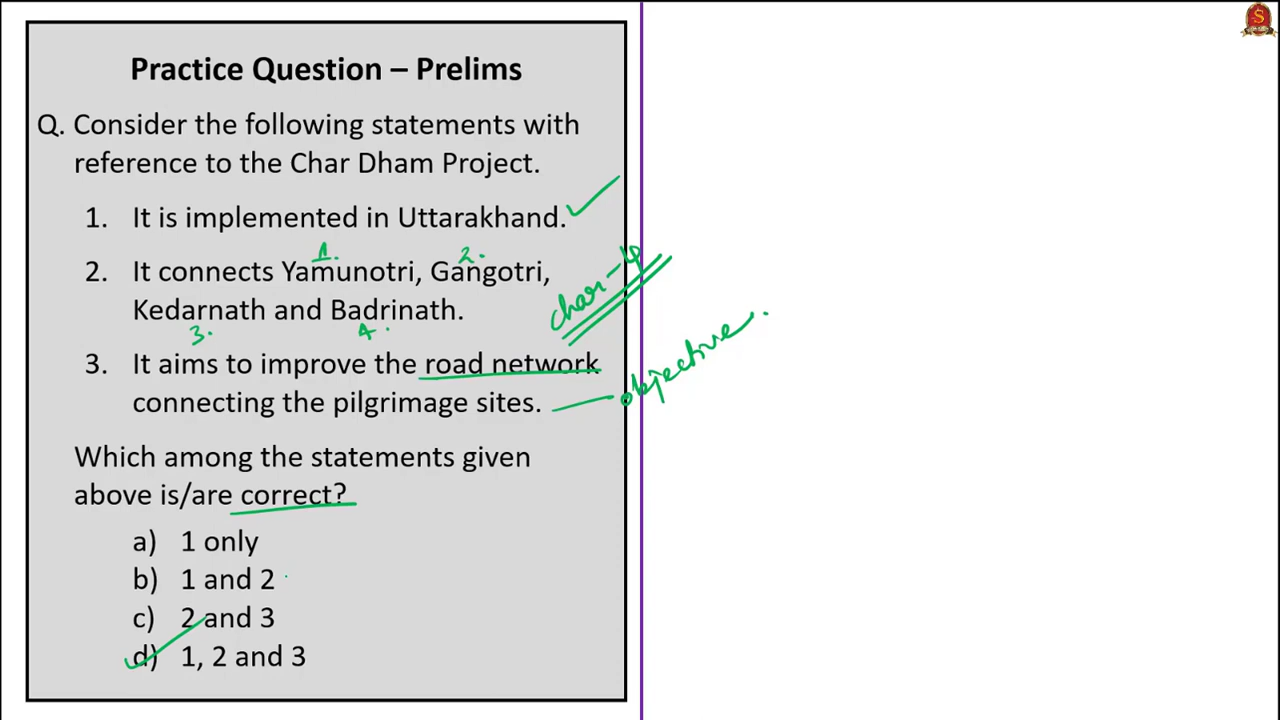 Practice Question – Prelims
Q. Consider the following statements with
reference to the Char Dham Project.
1. It is implemented in Uttarakhand.
1. 2.
2. It connects Yamunotri, Gangotri,
Kedarnath and Badrinath.
3. 4.
char - 4
3. It aims to improve the road network
connecting the pilgrimage sites.
objective.
Which among the statements given
above is/are correct?
a) 1 only
b) 1 and 2
c) 2 and 3
d) 1, 2 and 3
S